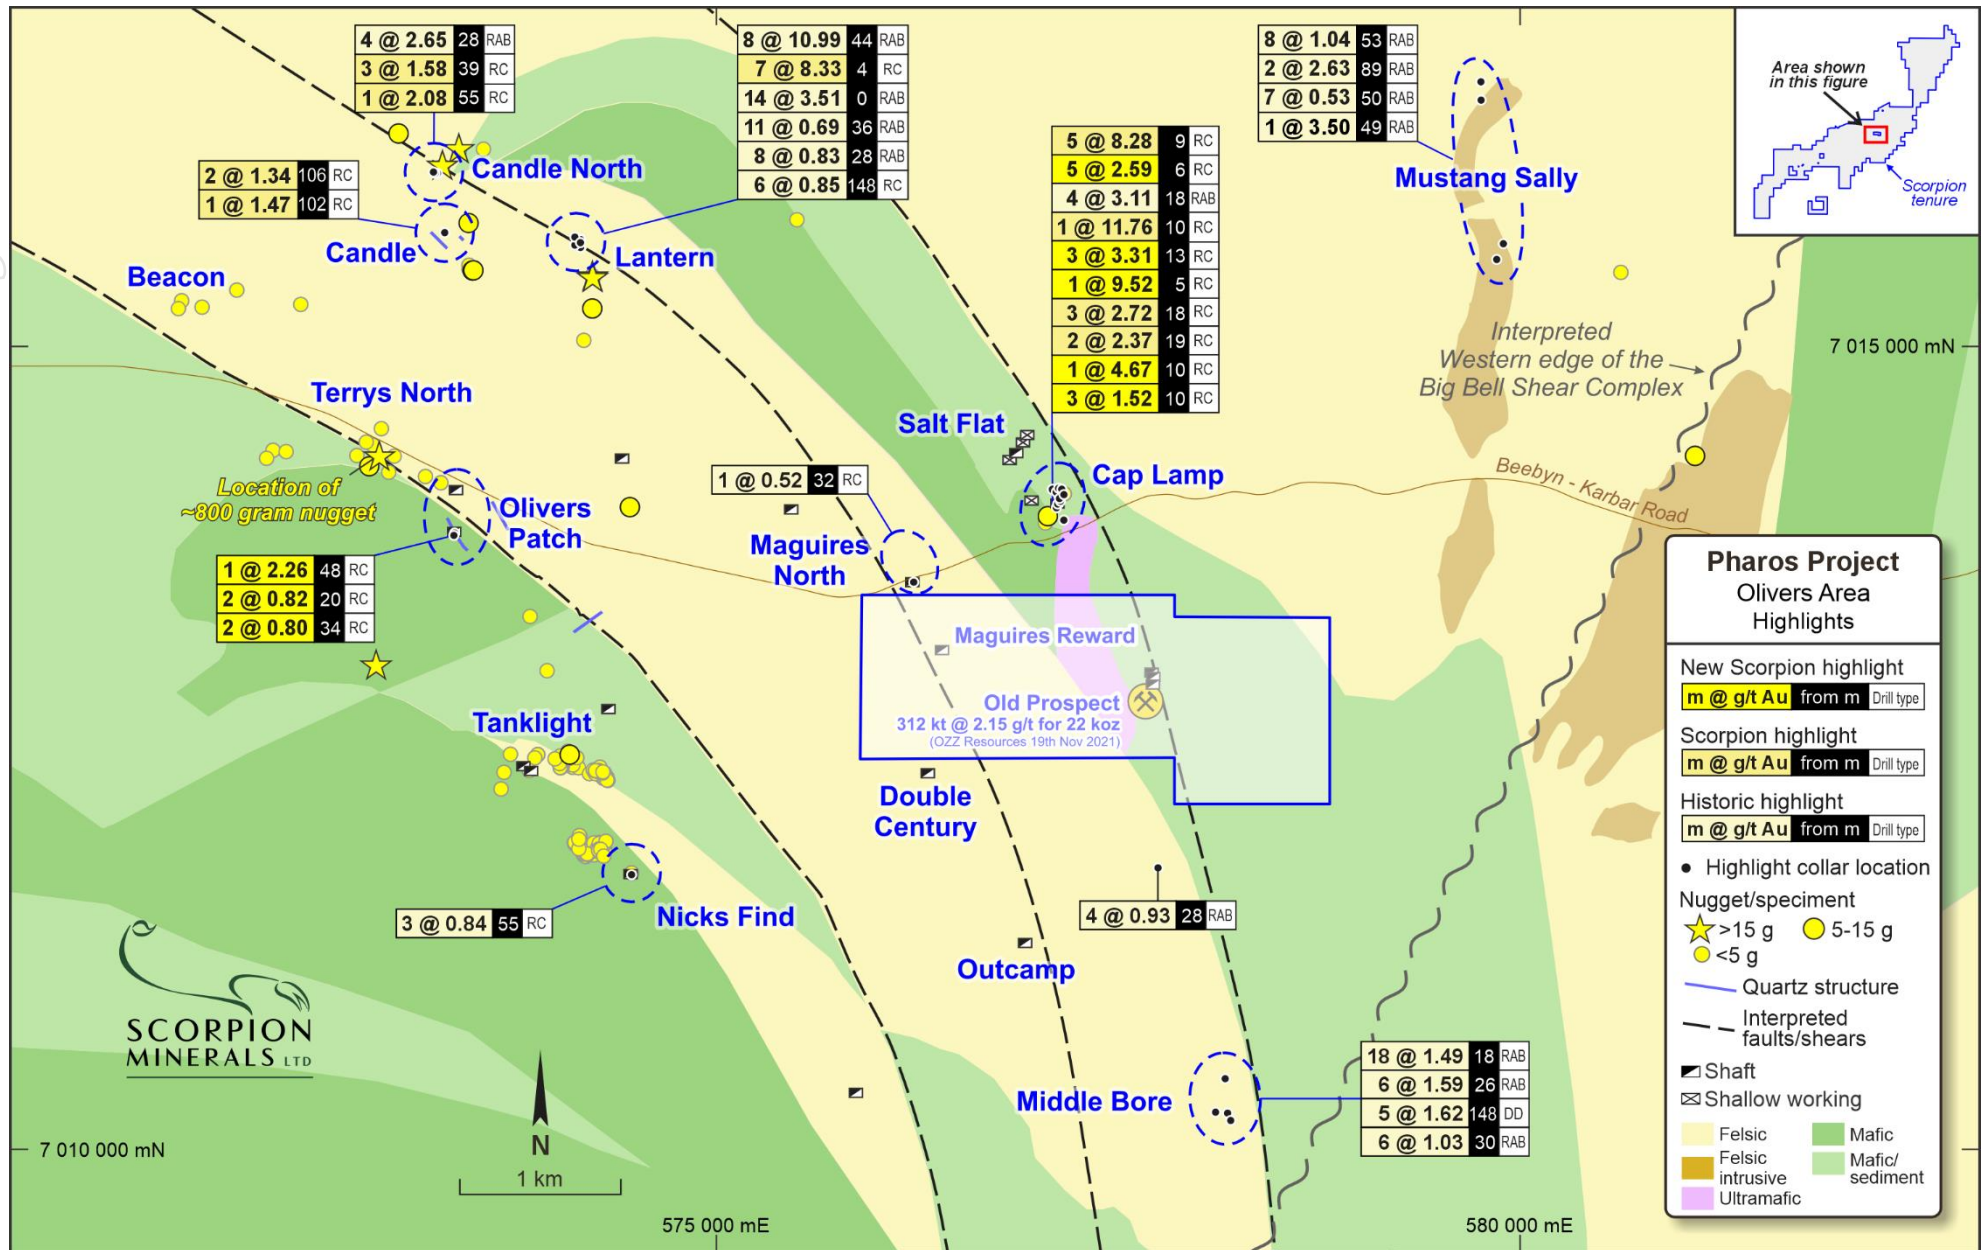 4 @ 2.65 28 RAB
3 @ 1.58 39 RC
1 @ 2.08 55 RC
8 @ 10.99 44 RAB
7 @ 8.33 4 RC
14 @ 3.51 0 RAB
11 @ 0.69 36 RAB
8 @ 0.83 28 RAB
6 @ 0.85 148 RC
8 @ 1.04 53 RAB
2 @ 2.63 89 RAB
7 @ 0.53 50 RAB
1 @ 3.50 49 RAB
Area shown
in this figure
Scorpion
tenure
5 @ 8.28 9 RC
5 @ 2.59 6 RC
4 @ 3.11 18 RAB
1 @ 11.76 10 RC
3 @ 3.31 13 RC
1 @ 9.52 5 RC
3 @ 2.72 18 RC
2 @ 2.37 19 RC
1 @ 4.67 10 RC
3 @ 1.52 10 RC
2 @ 1.34 106 RC
1 @ 1.47 102 RC
Candle North
Mustang Sally
Candle
Lantern
Beacon
Interpreted
Western edge of the
Big Bell Shear Complex
7 015 000 mN
Terrys North
Salt Flat
Cap Lamp
Beebyn - Karbar Road
1 @ 0.52 32 RC
Location of
~800 gram nugget
Olivers
Patch
Maguires
North
1 @ 2.26 48 RC
2 @ 0.82 20 RC
2 @ 0.80 34 RC
Maguires Reward
Old Prospect
312 kt @ 2.15 g/t for 22 koz
(OZZ Resources 19th Nov 2021)
Tanklight
Double
Century
3 @ 0.84 55 RC
Nicks Find
4 @ 0.93 28 RAB
Outcamp
SCORPION
MINERALS LTD
Middle Bore
18 @ 1.49 18 RAB
6 @ 1.59 26 RAB
5 @ 1.62 148 DD
6 @ 1.03 30 RAB
7 010 000 mN
N
1 km
575 000 mE
580 000 mE
Pharos Project
Olivers Area
Highlights
New Scorpion highlight
m @ g/t Au from m Drill type
Scorpion highlight
m @ g/t Au from m Drill type
Historic highlight
m @ g/t Au from m Drill type
Highlight collar location
Nugget/speciment
>15 g 5-15 g
<5 g
Quartz structure
Interpreted
faults/shears
Shaft
Shallow working
Felsic
Mafic
Felsic
intrusive
Mafic/
sediment
Ultramafic